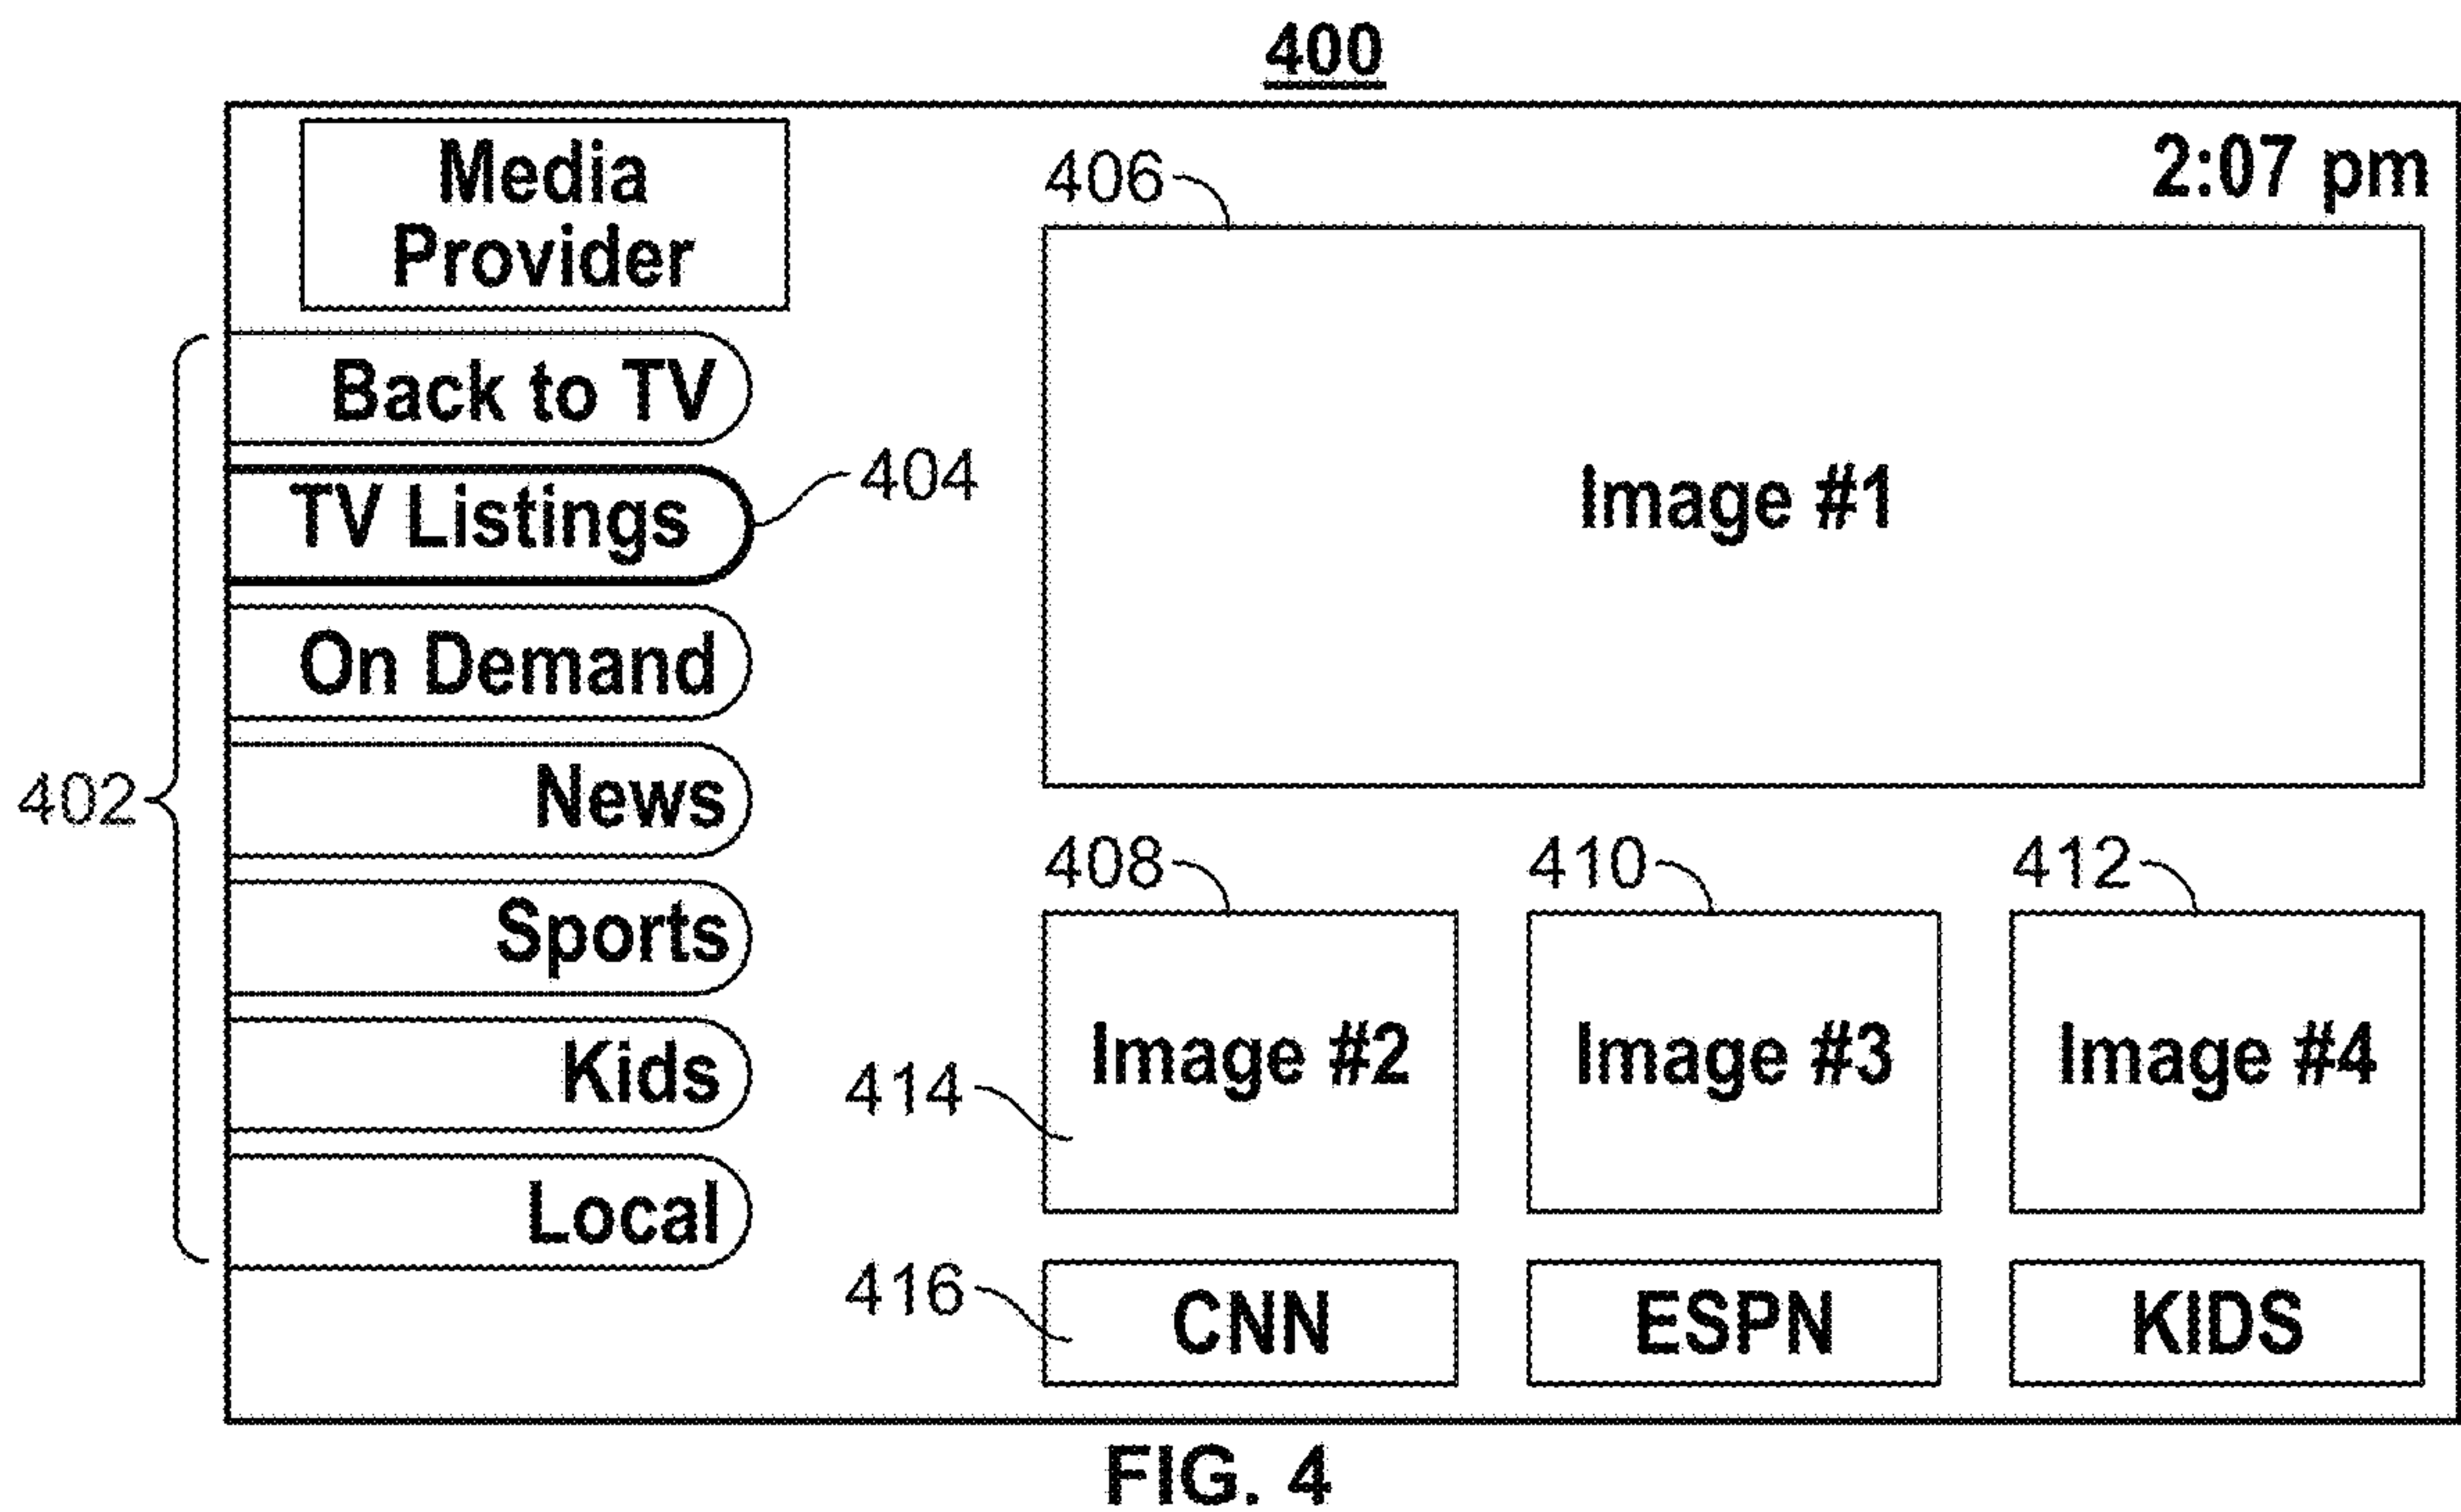 400
Media
Provider
2:07 pm
406
Back to TV
TV Listings
404
Image #1
On Demand
News
402
Sports
Kids
Local
408
410
412
414
Image #2
Image #3
Image #4
416
CNN
ESPN
KIDS
FIG. 4